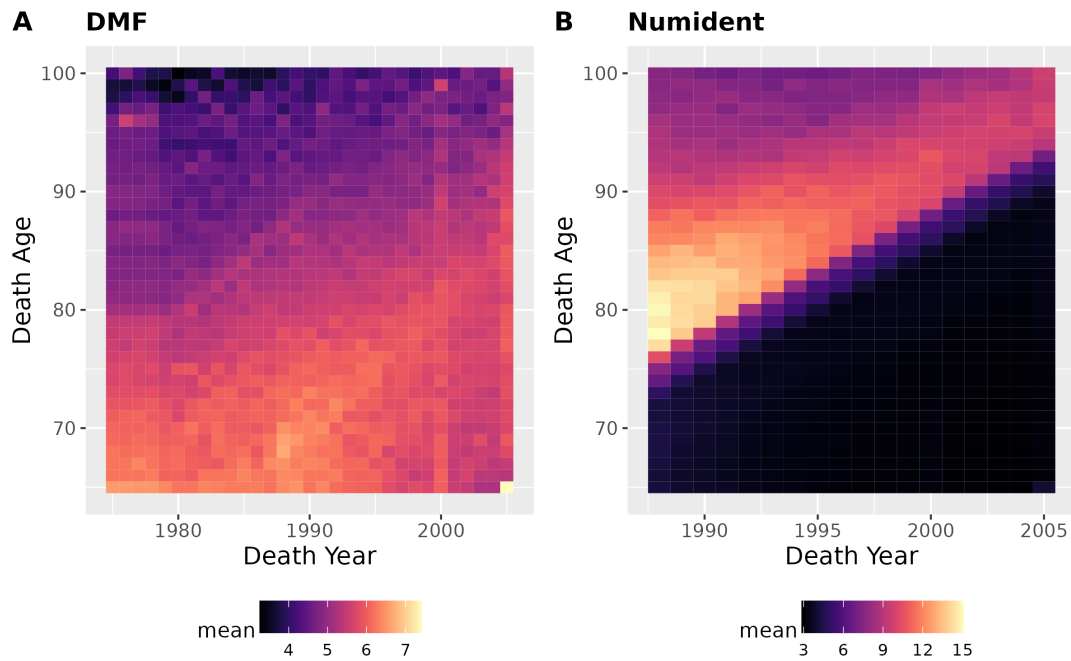 A DMF
100
90
80
70
Death Age
1980 1990 2000
Death Year
mean
4 5 6 7
B Numident
100
90
80
70
Death Age
1990 1995 2000 2005
Death Year
mean
3 6 9 12 15